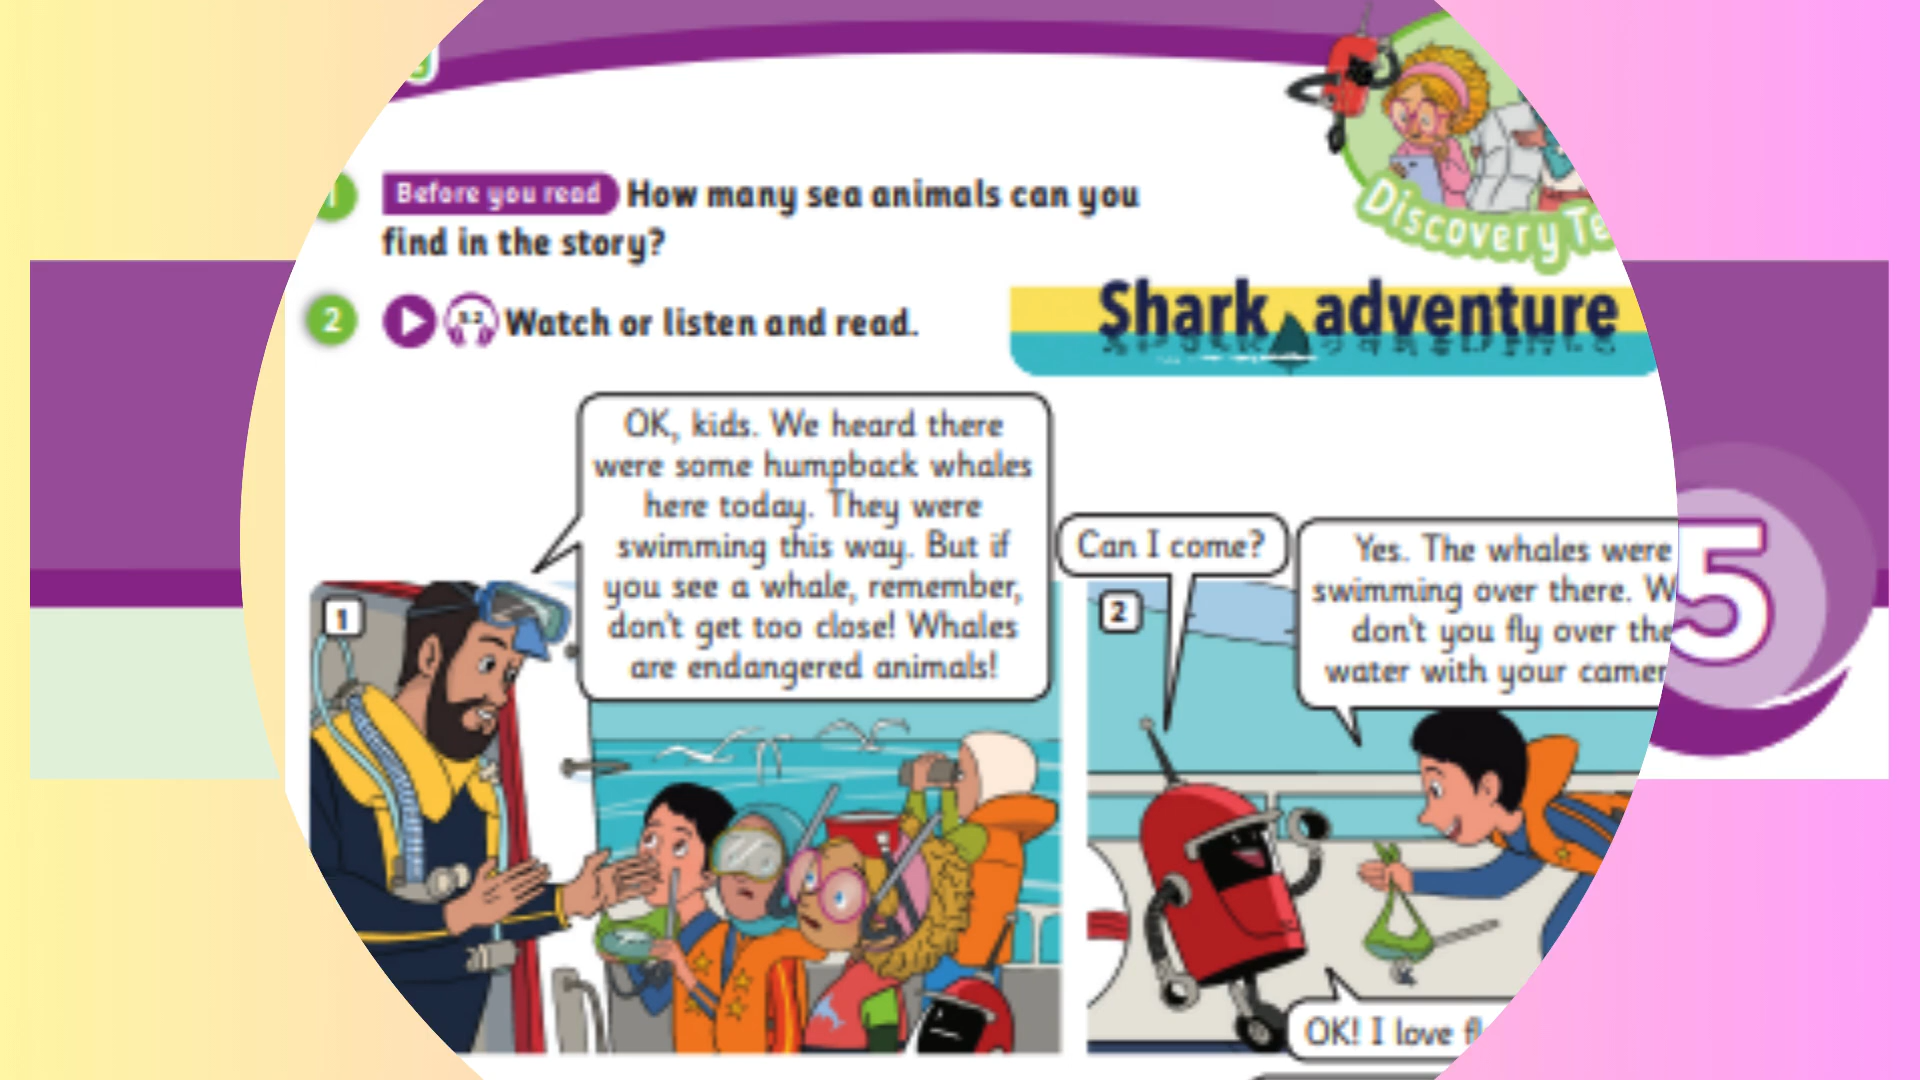 1 Before you read How many sea animals can you
find in the story?
2 Watch or listen and read.
Discovery
Shark adventure
OK, kids. We heard there
were some humpback whales
here today. They were
swimming this way. But if
you see a whale, remember,
don't get too close! Whales
are endangered animals!
1
Can I come?
Yes. The whales were
swimming over there.
don't you fly over the
water with your
2
OK! I love
5